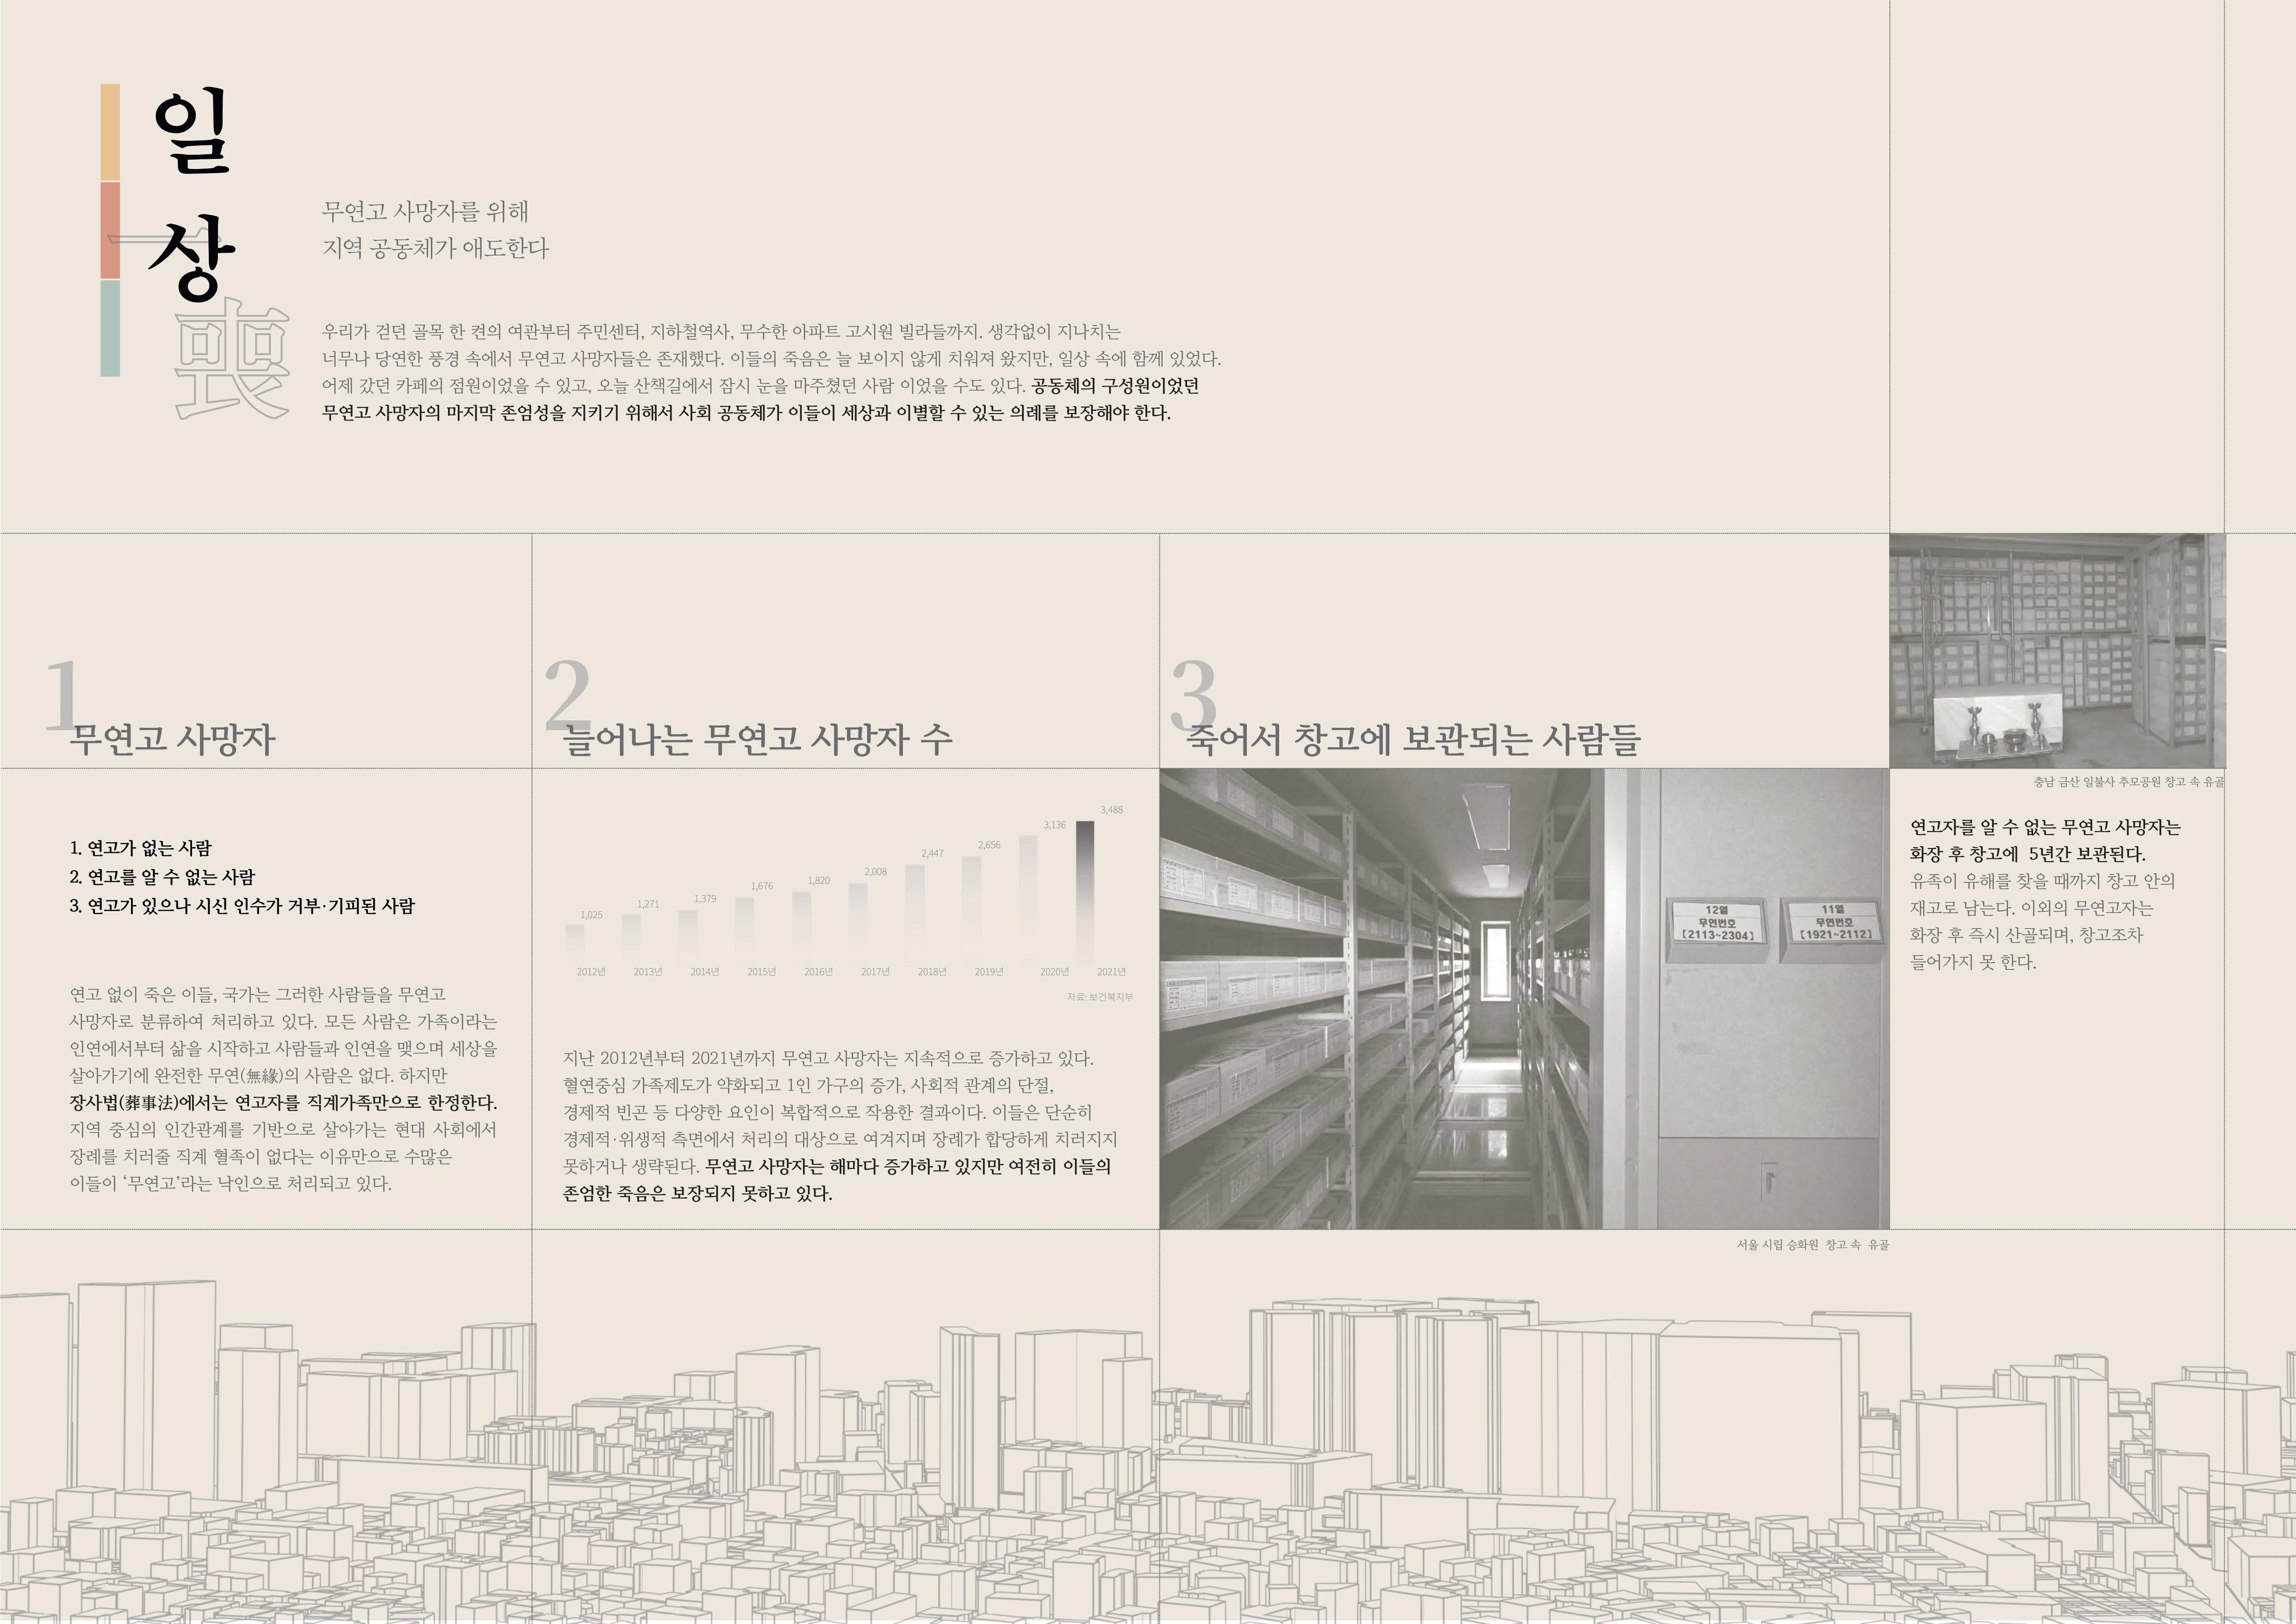 일
상
一
喪
무연고 사망자를 위해
지역 공동체가 애도한다
우리가 걷던 골목 한 켠의 여관부터 주민센터, 지하철역사, 무수한 아파트 고시원 빌라들까지. 생각없이 지나치는
너무나 당연한 풍경 속에서 무연고 사망자들은 존재했다. 이들의 죽음은 늘 보이지 않게 치워져 왔지만, 일상 속에 함께 있었다.
어제 갔던 카페의 점원이었을 수 있고, 오늘 산책길에서 잠시 눈을 마주쳤던 사람 이었을 수도 있다. 공동체의 구성원이었던
무연고 사망자의 마지막 존엄성을 지키기 위해서 사회 공동체가 이들이 세상과 이별할 수 있는 의례를 보장해야 한다.
1
무연고 사망자
1. 연고가 없는 사람
2. 연고를 알 수 없는 사람
3. 연고가 있으나 시신 인수가 거부·기피된 사람
연고 없이 죽은 이들, 국가는 그러한 사람들을 무연고
사망자로 분류하여 처리하고 있다. 모든 사람은 가족이라는
인연에서부터 삶을 시작하고 사람들과 인연을 맺으며 세상을
살아가기에 완전한 무연(無緣)의 사람은 없다. 하지만
장사법(葬事法)에서는 연고자를 직계가족만으로 한정한다.
지역 중심의 인간관계를 기반으로 살아가는 현대 사회에서
장례를 치러줄 직계 혈족이 없다는 이유만으로 수많은
이들이 ‘무연고’라는 낙인으로 처리되고 있다.
2
늘어나는 무연고 사망자 수
1,025
1,271
1,379
1,676
1,820
2,008
2,447
2,656
3,136
3,488
2012년 2013년 2014년 2015년 2016년 2017년 2018년 2019년 2020년 2021년
자료: 보건복지부
지난 2012년부터 2021년까지 무연고 사망자는 지속적으로 증가하고 있다.
혈연중심 가족제도가 약화되고 1인 가구의 증가, 사회적 관계의 단절,
경제적 빈곤 등 다양한 요인이 복합적으로 작용한 결과이다. 이들은 단순히
경제적·위생적 측면에서 처리의 대상으로 여겨지며 장례가 합당하게 치러지지
못하거나 생략된다. 무연고 사망자는 해마다 증가하고 있지만 여전히 이들의
존엄한 죽음은 보장되지 못하고 있다.
3
죽어서 창고에 보관되는 사람들
12열
무연번호
[2113~2304]
11열
무연번호
[1921~2112]
서울 시립 승화원 창고 속 유골
충남 금산 일불사 추모공원 창고 속 유골
연고자를 알 수 없는 무연고 사망자는
화장 후 창고에 5년간 보관된다.
유족이 유해를 찾을 때까지 창고 안의
재고로 남는다. 이외의 무연고자는
화장 후 즉시 산골되며, 창고조차
들어가지 못 한다.